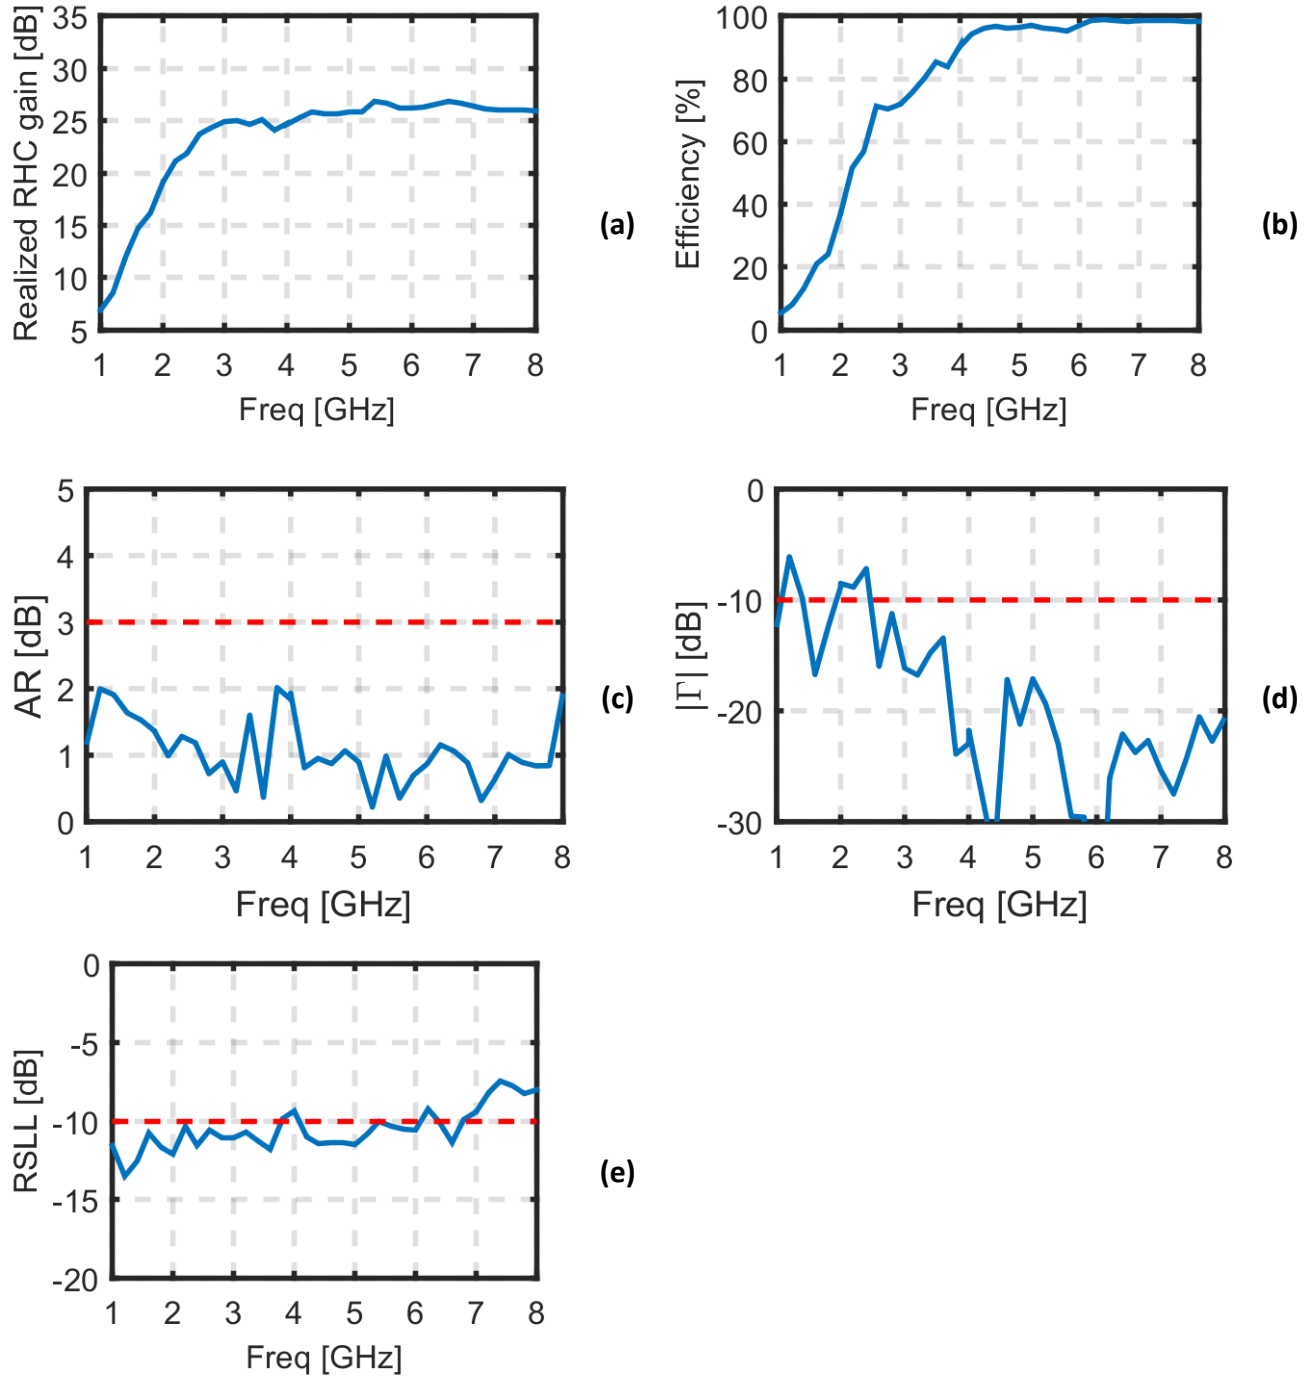 Realized RHC gain [dB]
35
30
25
20
15
10
5
1 2 3 4 5 6 7 8
Freq [GHz]
(a)
Efficiency [%]
100
80
60
40
20
0
1 2 3 4 5 6 7 8
Freq [GHz]
(b)
AR [dB]
5
4
3
2
1
0
1 2 3 4 5 6 7 8
Freq [GHz]
(c)
|Γ| [dB]
0
-10
-20
-30
1 2 3 4 5 6 7 8
Freq [GHz]
(d)
RSLL [dB]
0
-5
-10
-15
-20
1 2 3 4 5 6 7 8
Freq [GHz]
(e)